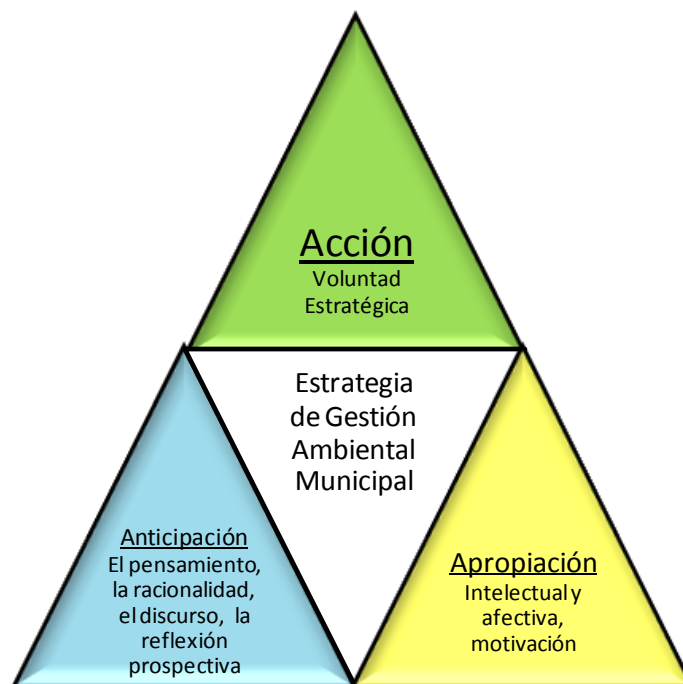 Acción
Voluntad
Estratégica
Estrategia
de Gestión
Ambiental
Municipal
Anticipación
El pensamiento,
la racionalidad,
el discurso, la
reflexión
prospectiva
Apropiación
Intelectual y
afectiva,
motivación